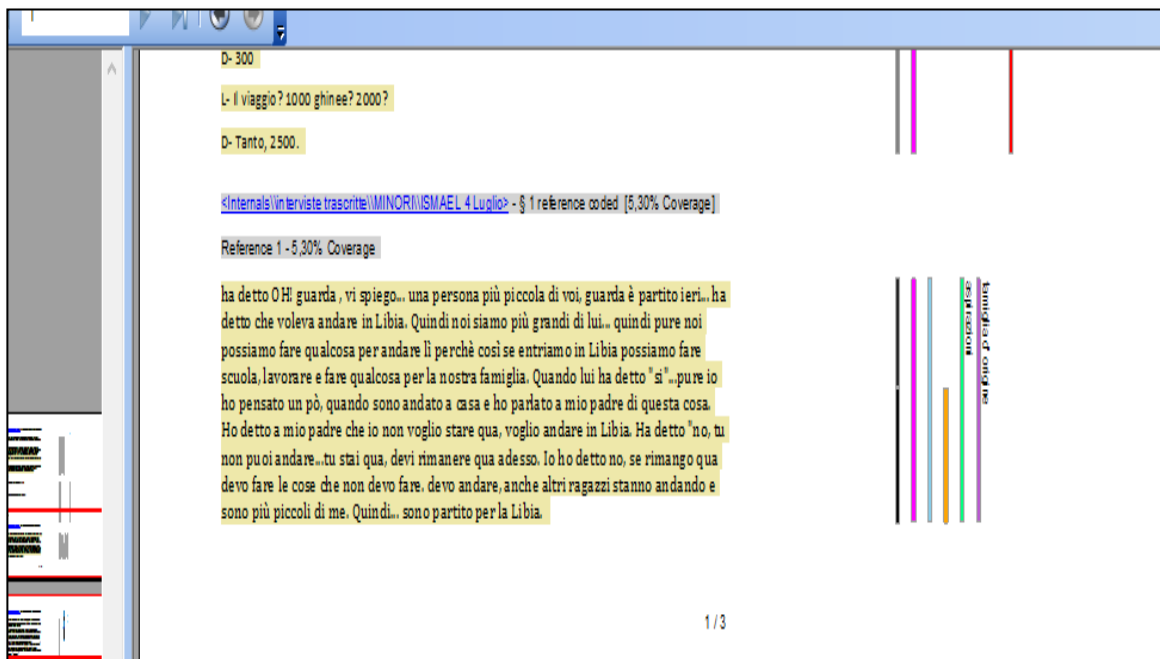 D- 300
L- Il viaggio? 1000 ghinee? 2000?
D- Tanto, 2500.
<Internals\\interviste trascritte\\MINORI\\ISMAEL 4 Luglio> - § 1 reference coded [5,30% Coverage]
Reference 1 - 5,30% Coverage
ha detto OH! guarda , vi spiego... una persona più piccola di voi, guarda è partito ieri... ha
detto che voleva andare in Libia. Quindi noi siamo più grandi di lui... quindi pure noi
possiamo fare qualcosa per andare lì perchè così se entriamo in Libia possiamo fare
scuola, lavorare e fare qualcosa per la nostra famiglia. Quando lui ha detto "si"...pure io
ho pensato un pò, quando sono andato a casa e ho parlato a mio padre di questa cosa.
Ho detto a mio padre che io non voglio stare qua, voglio andare in Libia. Ha detto "no, tu
non puoi andare...tu stai qua, devi rimanere qua adesso. Io ho detto no, se rimango qua
devo fare le cose che non devo fare. devo andare, anche altri ragazzi stanno andando e
sono più piccoli di me. Quindi... sono partito per la Libia.
aspirazioni
famiglia d' origine
1 / 3